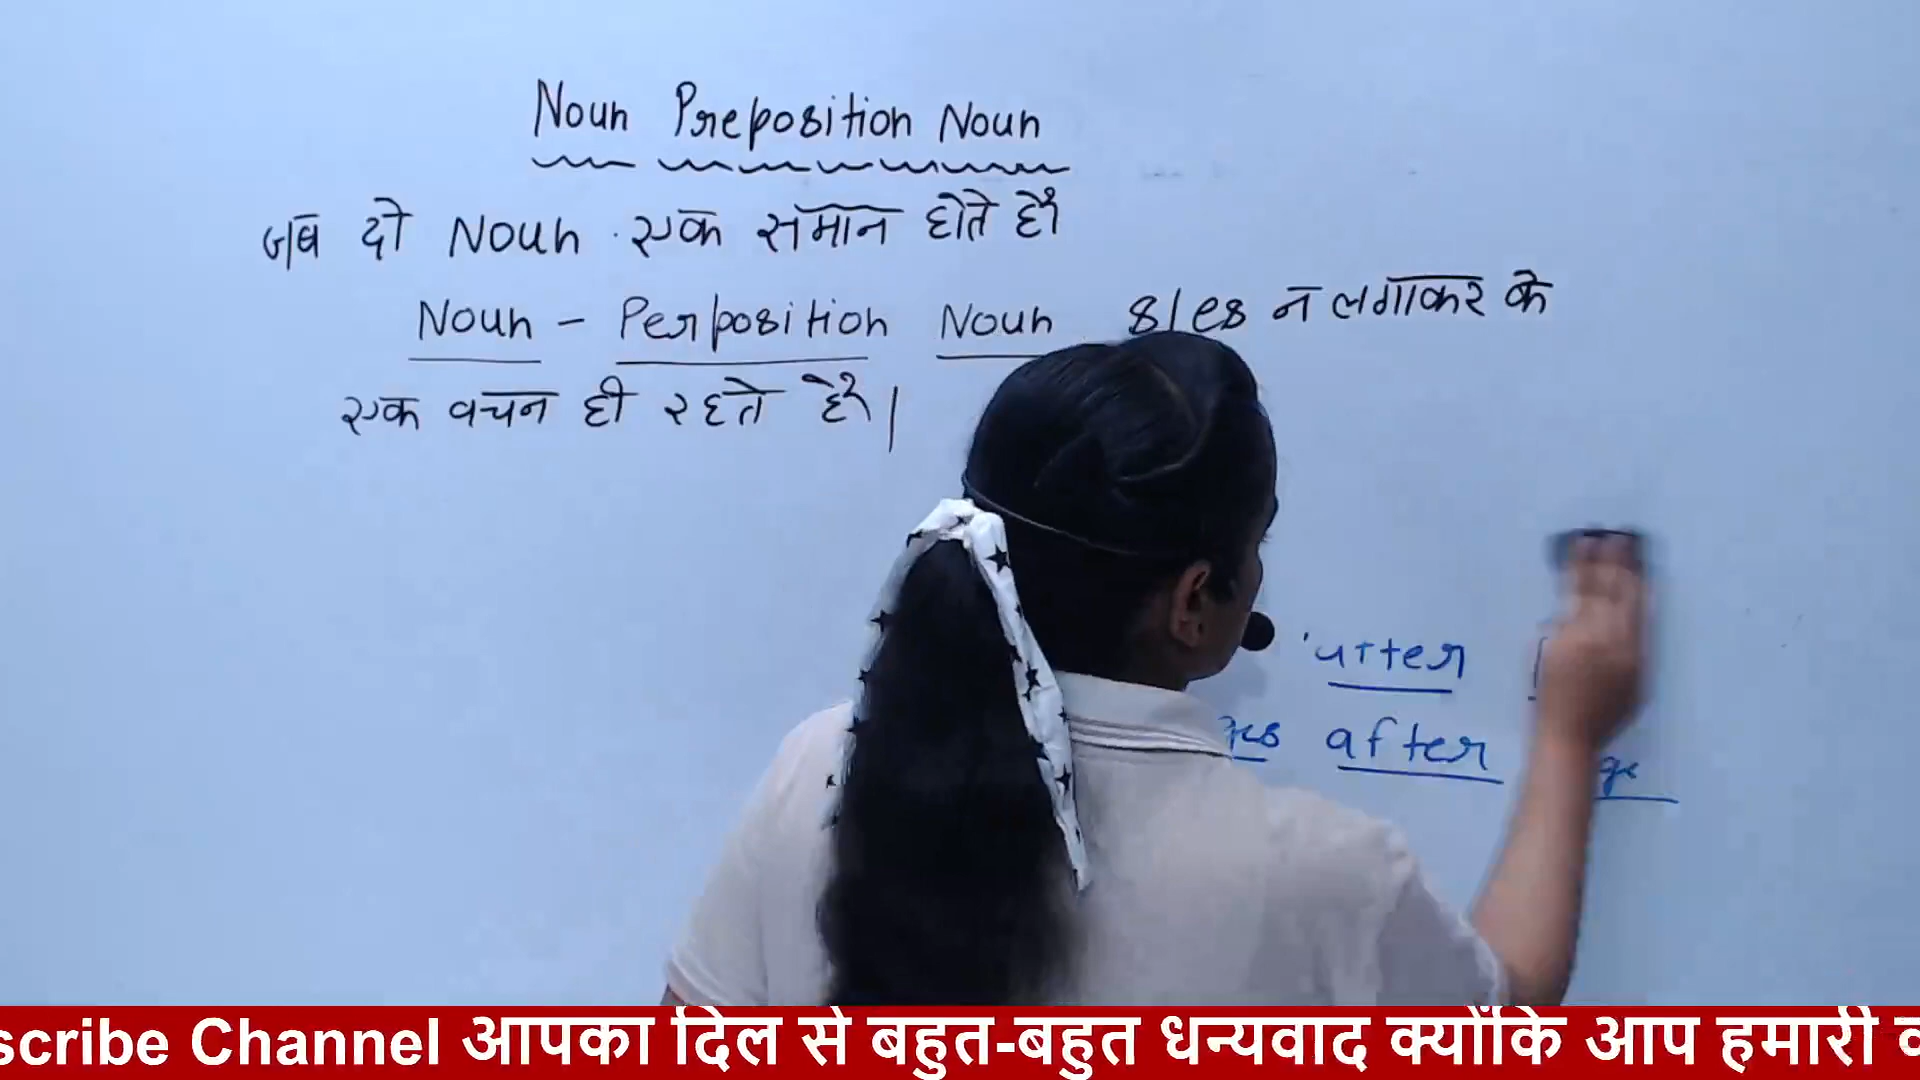 Noun Preposition Noun
जब दो Noun एक समान होते हैं
Noun - Perposition Noun s/es न लगाकर के
एक वचन ही रहते हैं।
after
scribe Channel आपका दिल से बहुत-बहुत धन्यवाद क्योंकि आप हमारी